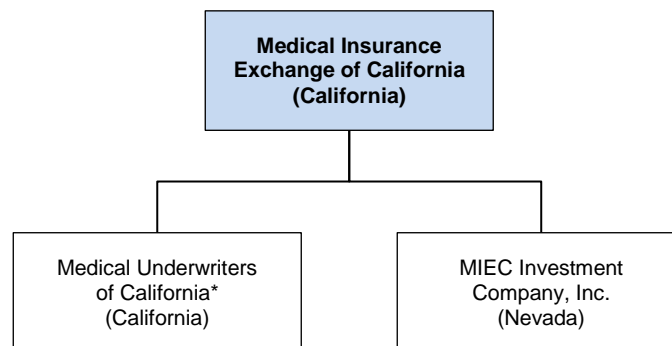 Medical Insurance
Exchange of California
(California)
Medical Underwriters
of California*
(California)
MIEC Investment
Company, Inc.
(Nevada)